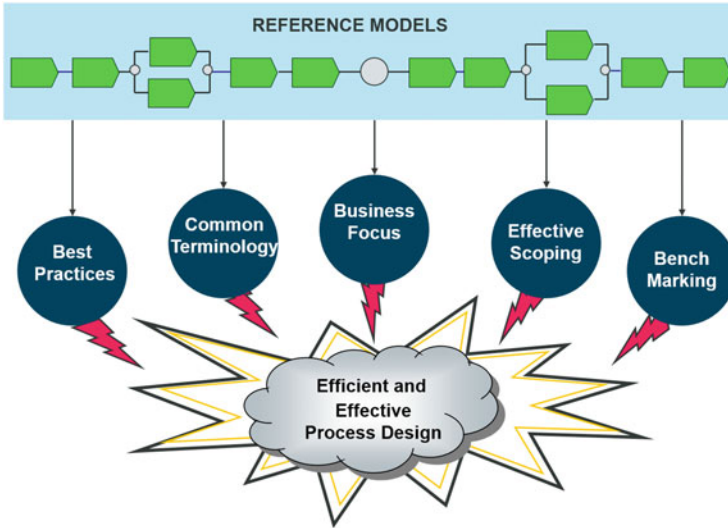 REFERENCE MODELS
Best
Practices
Common
Terminology
Business
Focus
Effective
Scoping
Bench
Marking
Efficient and
Effective
Process Design